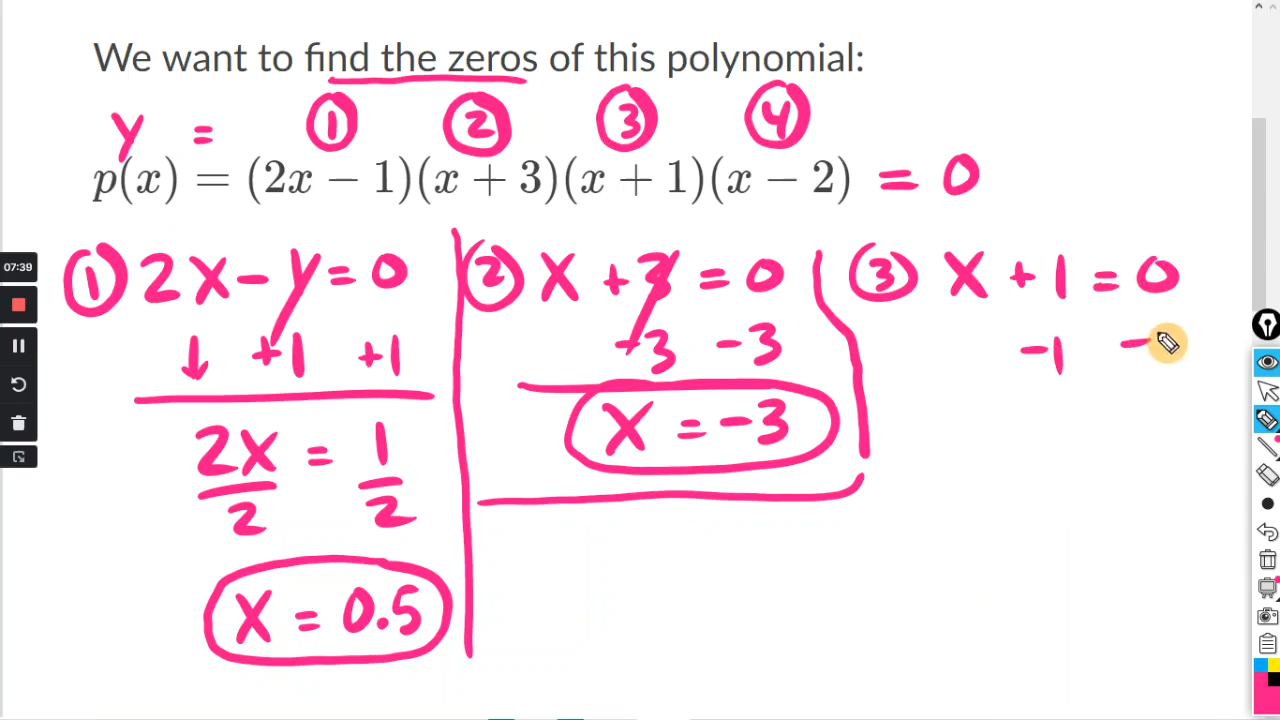 We want to find the zeros of this polynomial:
y = ① ② ③ ④
p(x) = (2x − 1)(x + 3)(x + 1)(x − 2) = 0
① 2x − 1 = 0
↓ +1 +1
2x = 1
2 2
x = 0.5
② x + 3 = 0
-3 -3
x = -3
③ x + 1 = 0
-1 -
07:39